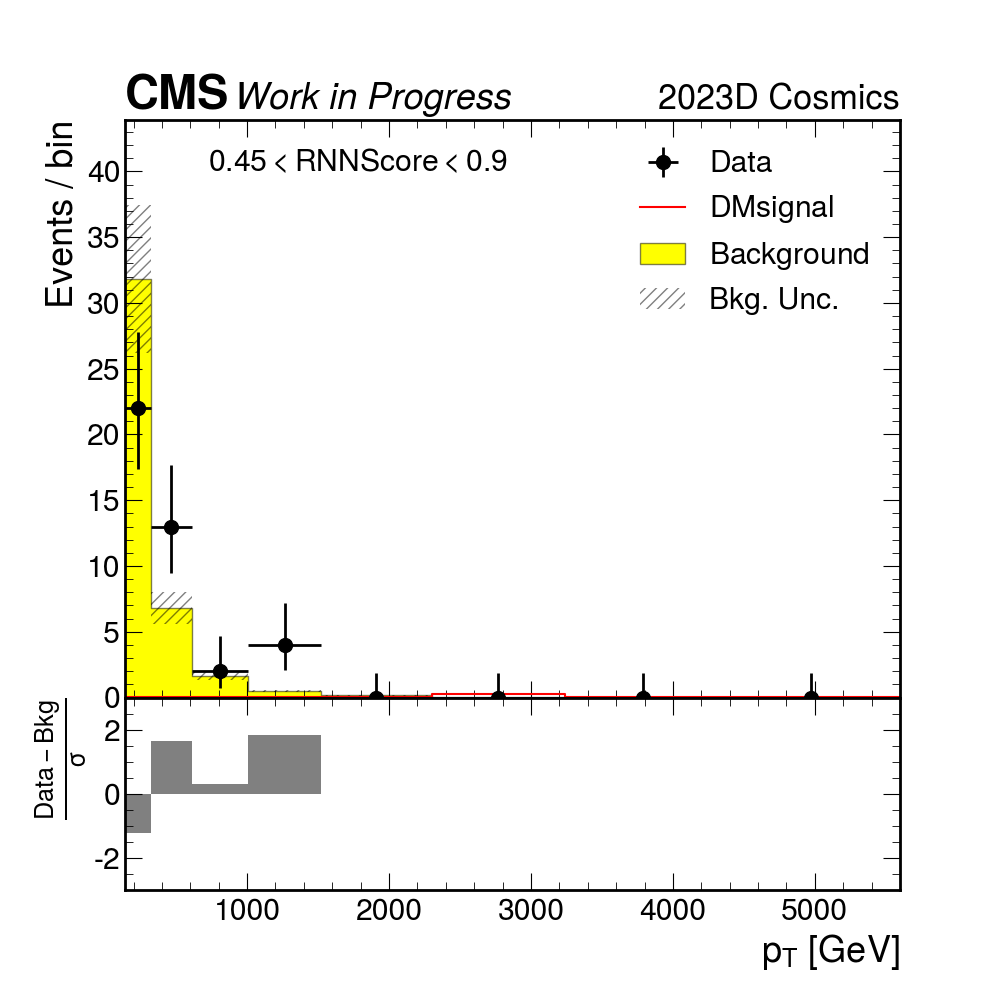 CMS Work in Progress 2023D Cosmics
Events / bin
0.45 < RNNScore < 0.9
Data
DMsignal
Background
Bkg. Unc.
40
35
30
25
20
15
10
5
0
Data – Bkg
σ
2
0
-2
1000 2000 3000 4000 5000
pT [GeV]